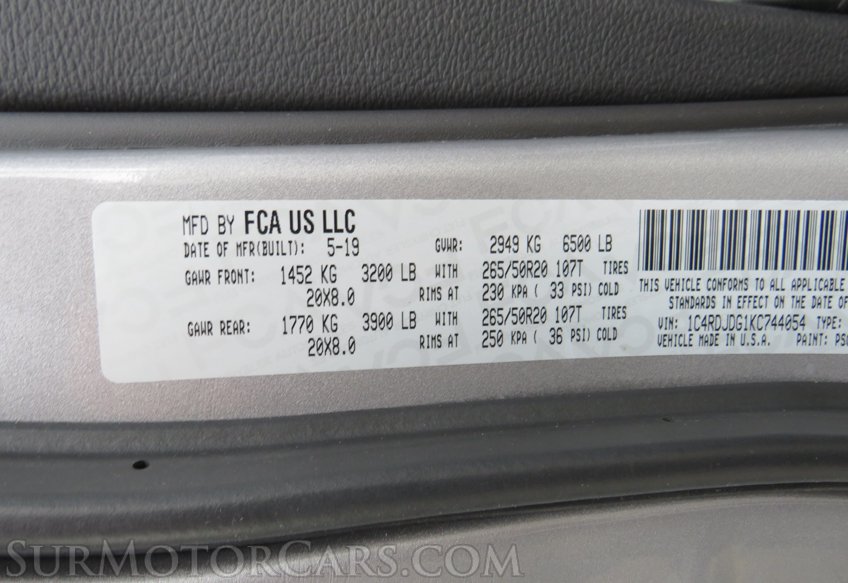 MFD BY FCA US LLC
DATE OF MFR(BUILT): 5-19 GVWR: 2949 KG 6500 LB
GAWR FRONT: 1452 KG 3200 LB WITH 265/50R20 107T TIRES
20X8.0 RIMS AT 230 KPA ( 33 PSI) COLD
GAWR REAR: 1770 KG 3900 LB WITH 265/50R20 107T TIRES
20X8.0 RIMS AT 250 KPA ( 36 PSI) COLD
THIS VEHICLE CONFORMS TO ALL APPLICABLE
STANDARDS IN EFFECT ON THE DATE OF
VIN: 1C4RDJDG1KC744054 TYPE:
VEHICLE MADE IN U.S.A. PAINT:
SurMotorCars.com